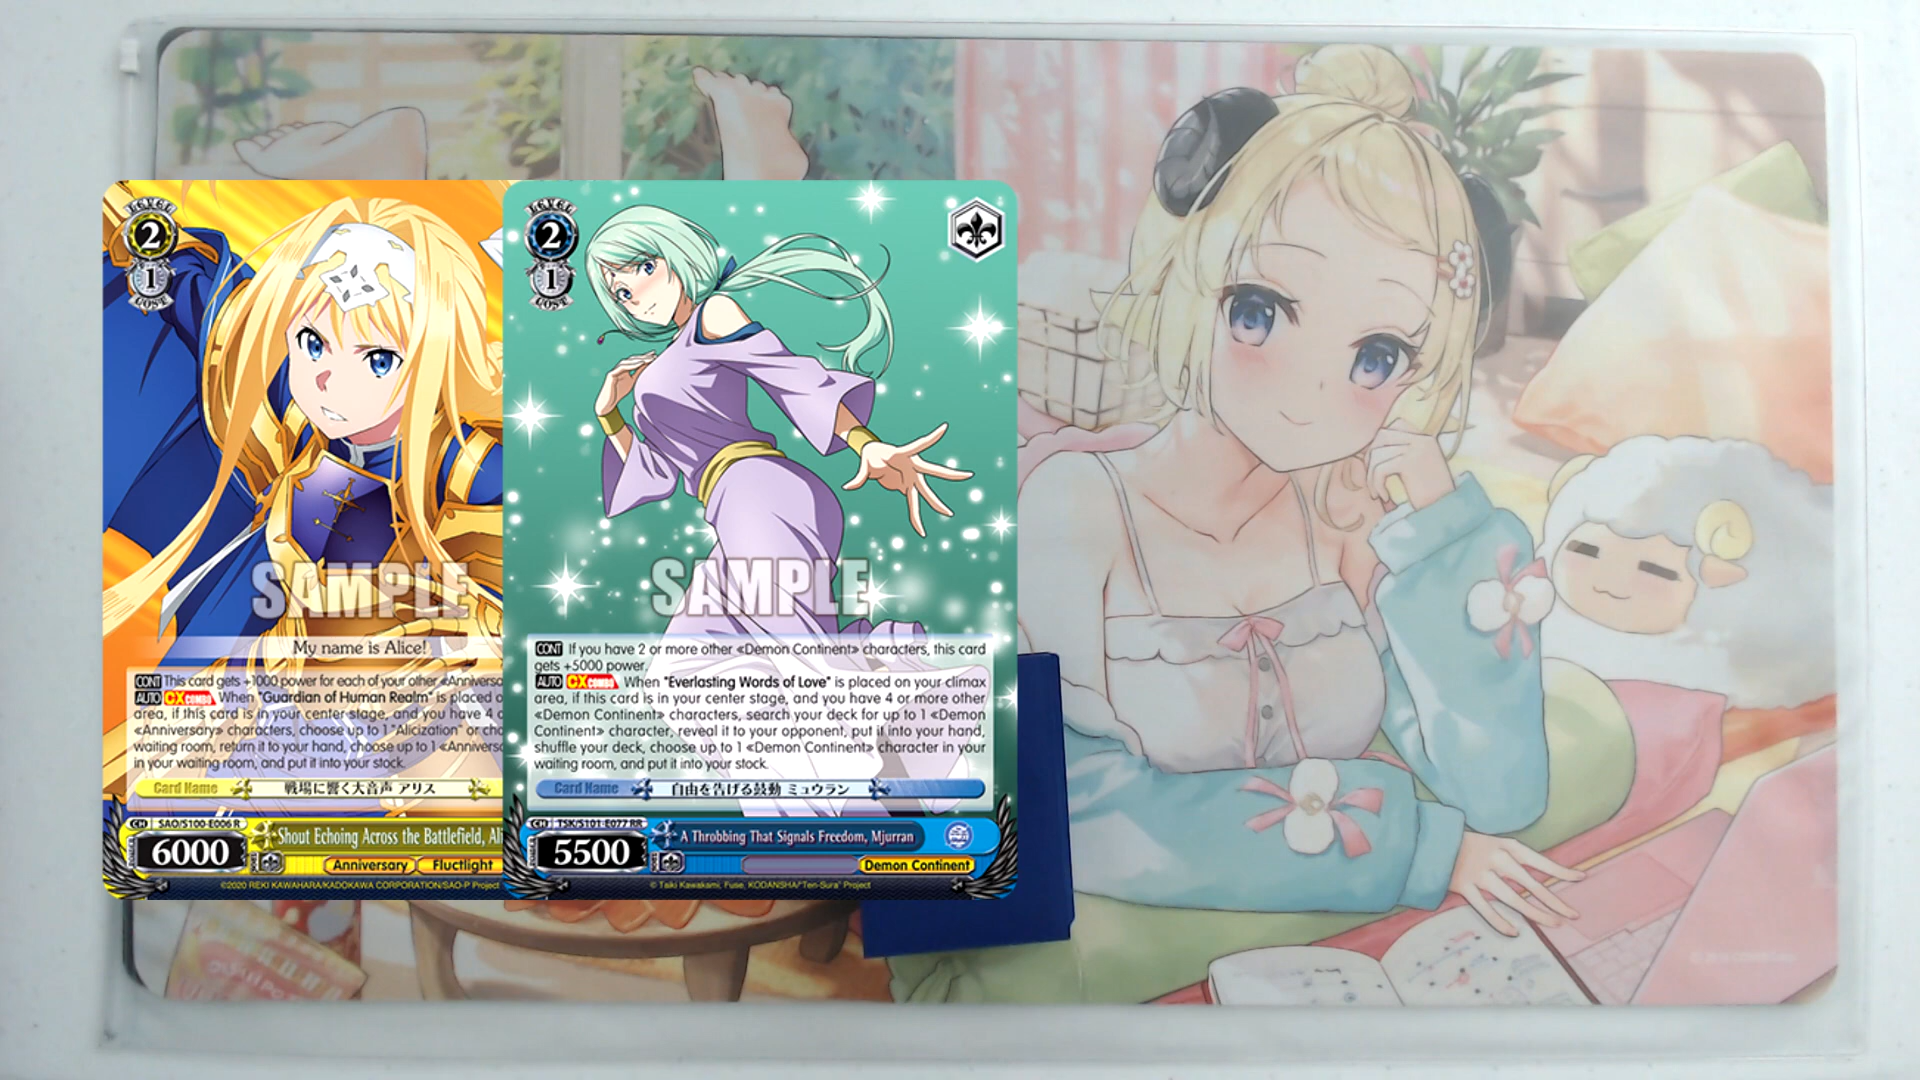 LEVEL
2
1
COST
SAMPLE
My name is Alice!
CONT This card gets +1000 power for each of your other «Anniversa
AUTO CX COMBO When "Guardian of Human Realm" is placed o
area, if this card is in your center stage, and you have 4 o
«Anniversary» characters, choose up to 1 "Alicization" or cho
waiting room, return it to your hand, choose up to 1 «Anniversa
in your waiting room, and put it into your stock.
Card Name 戦場に響く大音声 アリス
CH SAO/S100-E006 R
Shout Echoing Across the Battlefield, Ali
6000
Anniversary Fluctlight
©2020 REKI KAWAHARA/KADOKAWA CORPORATION/SAO-P Project
LEVEL
2
1
COST
SAMPLE
CONT If you have 2 or more other «Demon Continent» characters, this card
gets +5000 power.
AUTO CX COMBO When "Everlasting Words of Love" is placed on your climax
area, if this card is in your center stage, and you have 4 or more other
«Demon Continent» characters, search your deck for up to 1 «Demon
Continent» character, reveal it to your opponent, put it into your hand,
shuffle your deck, choose up to 1 «Demon Continent» character in your
waiting room, and put it into your stock.
Card Name 自由を告げる鼓動 ミュウラン
CH TSK/S101-E077 RR
A Throbbing That Signals Freedom, Mjurran
5500
Demon Continent
© Taiki Kawakami, Fuse, KODANSHA/"Ten-Sura" Project